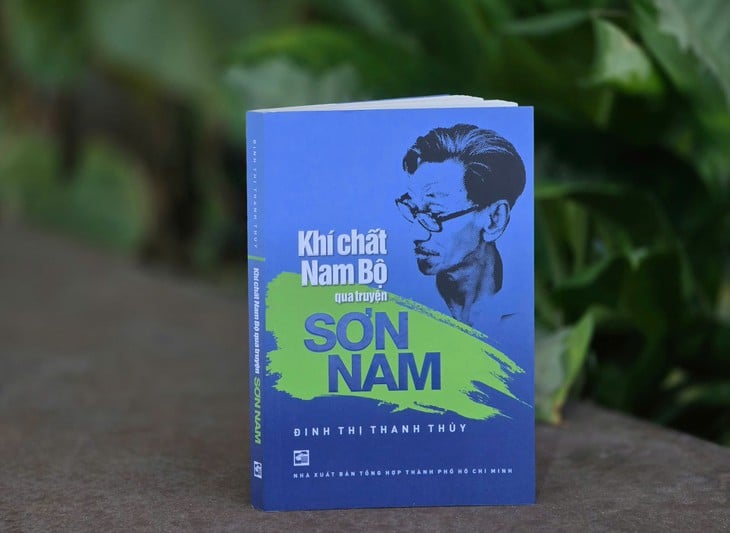 Khí chất
Nam Bộ
qua truyện
SƠN
NAM
ĐINH THỊ THANH THỦY
NHÀ XUẤT BẢN TỔNG HỢP THÀNH PHỐ HỒ CHÍ MINH
ĐINH THỊ THANH THỦY
Khí chất Nam Bộ qua truyện SƠN NAM